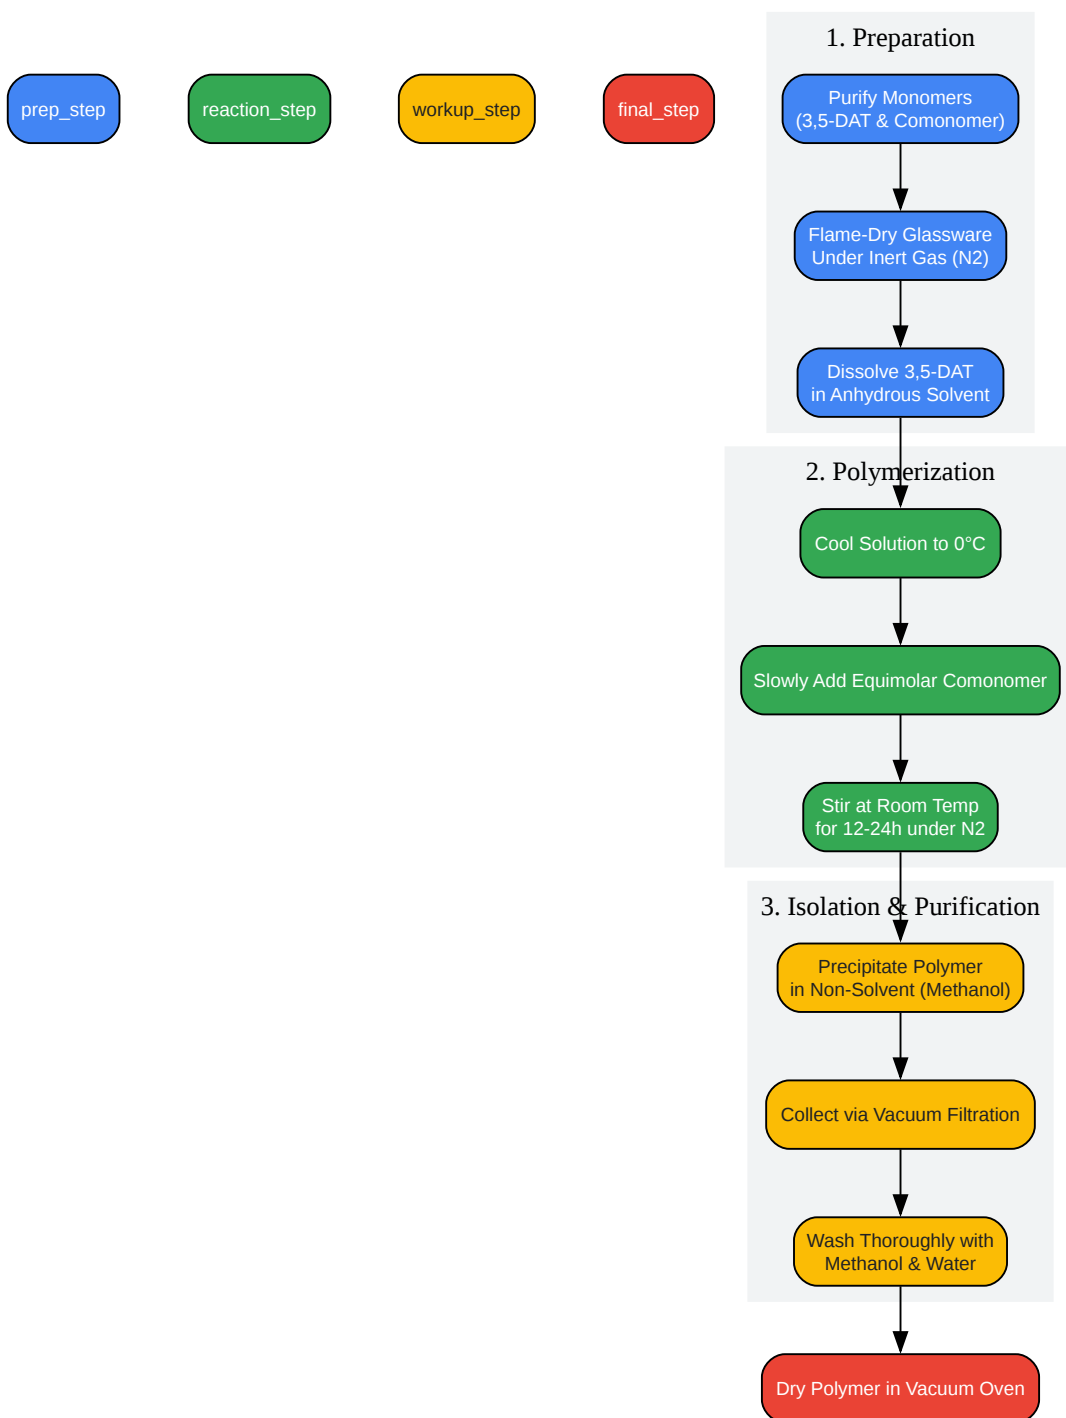 1. Preparation
prep_step
reaction_step
workup_step
final_step
Purify Monomers
(3,5-DAT & Comonomer)
Flame-Dry Glassware
Under Inert Gas (N2)
Dissolve 3,5-DAT
in Anhydrous Solvent
2. Polymerization
Cool Solution to 0°C
Slowly Add Equimolar Comonomer
Stir at Room Temp
for 12-24h under N2
3. Isolation & Purification
Precipitate Polymer
in Non-Solvent (Methanol)
Collect via Vacuum Filtration
Wash Thoroughly with
Methanol & Water
Dry Polymer in Vacuum Oven